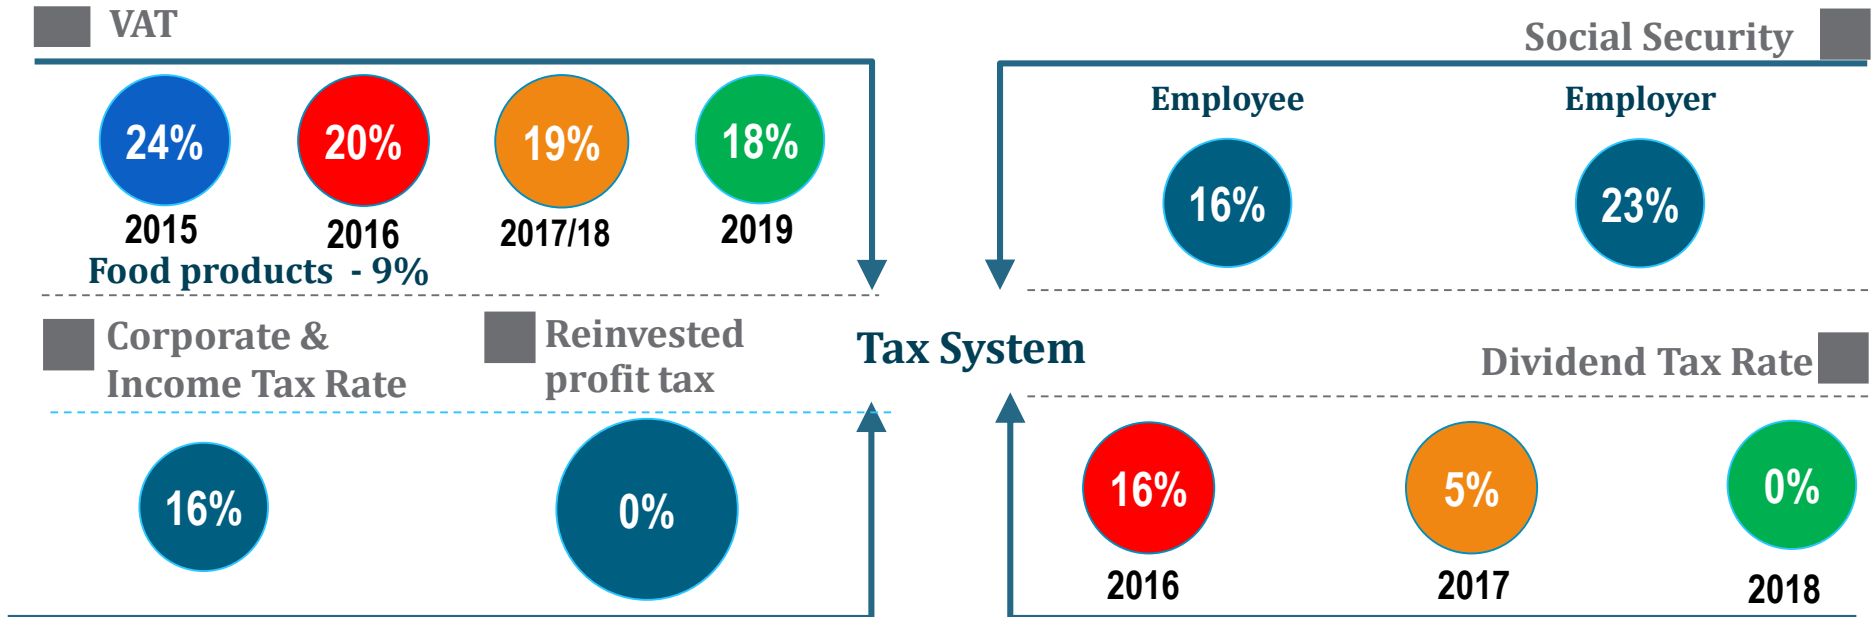 VAT
24%
20%
19%
18%
2015
2016
2017/18
2019
Food products - 9%
Social Security
Employee
Employer
16%
23%
Corporate &
Income Tax Rate
16%
Reinvested
profit tax
0%
Tax System
Dividend Tax Rate
16%
5%
0%
2016
2017
2018